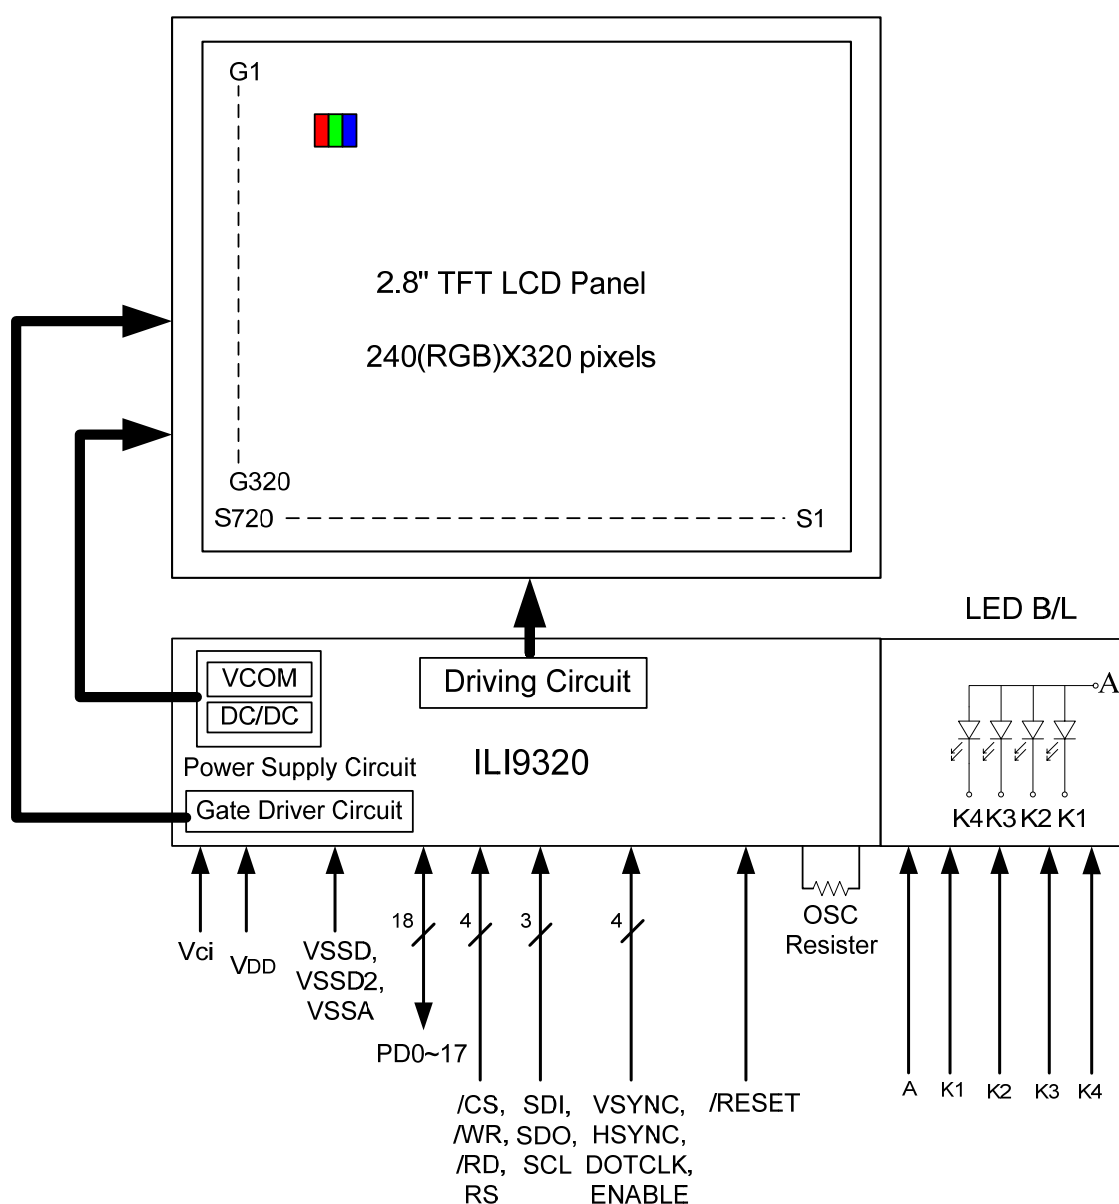 G1
2.8" TFT LCD Panel
240(RGB)X320 pixels
G320
S720
S1
LED B/L
VCOM
DC/DC
Driving Circuit
A
Power Supply Circuit
ILI9320
Gate Driver Circuit
K4 K3 K2 K1
18
4
3
4
OSC
Resister
Vci
VDD
VSSD,
VSSD2,
VSSA
PD0~17
/CS,
/WR,
/RD,
RS
SDI,
SDO,
SCL
VSYNC,
HSYNC,
DOTCLK,
ENABLE
/RESET
A
K1
K2
K3
K4